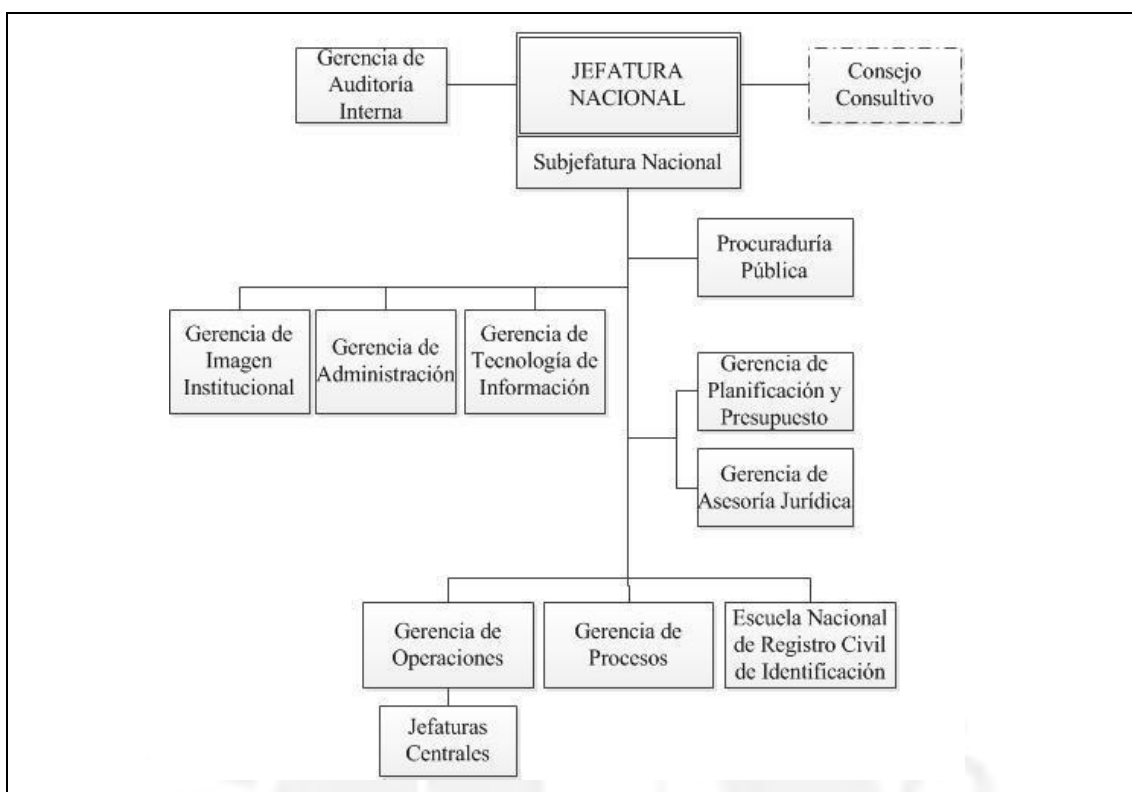 Gerencia de
Auditoría
Interna
JEFATURA
NACIONAL
Consejo
Consultivo
Subjefatura Nacional
Procuraduría
Pública
Gerencia de
Imagen
Institucional
Gerencia de
Administración
Gerencia de
Tecnología de
Información
Gerencia de
Planificación y
Presupuesto
Gerencia de
Asesoría Jurídica
Gerencia de
Operaciones
Gerencia de
Procesos
Escuela Nacional
de Registro Civil
de Identificación
Jefaturas
Centrales